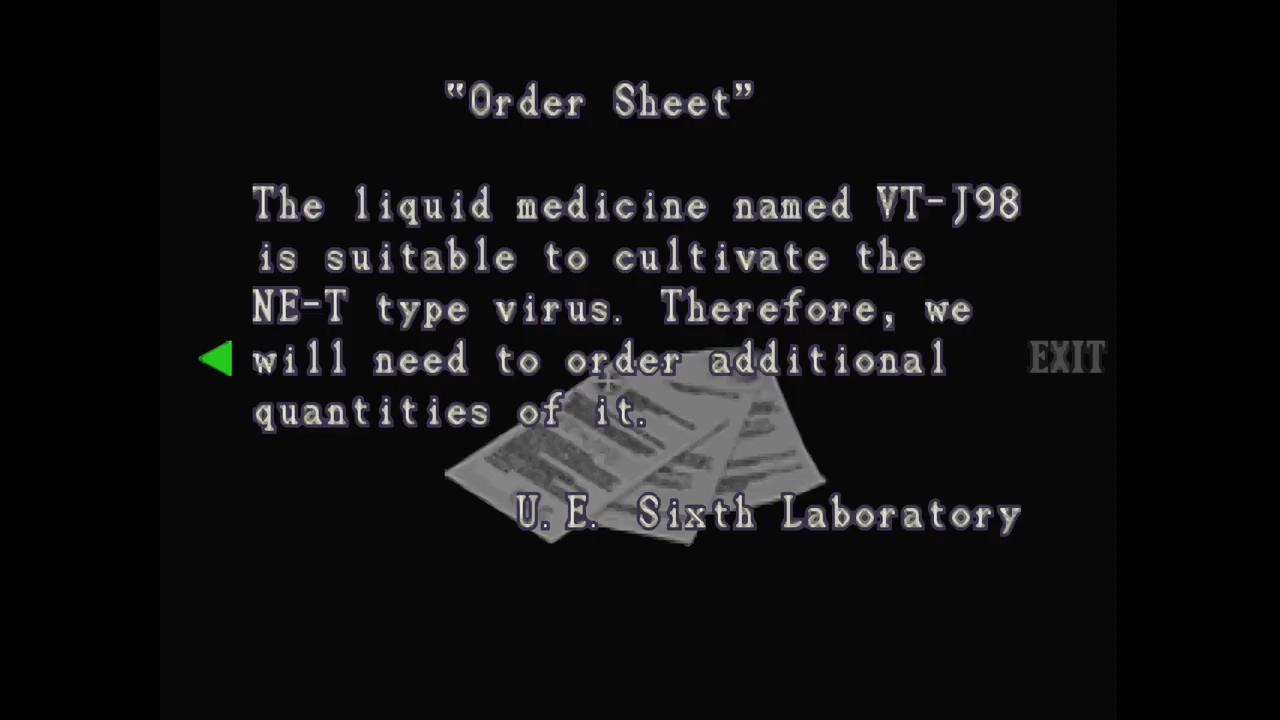 "Order Sheet"
The liquid medicine named VT-J98
is suitable to cultivate the
NE-T type virus. Therefore, we
will need to order additional
EXIT
quantities of it.
U.E. Sixth Laboratory